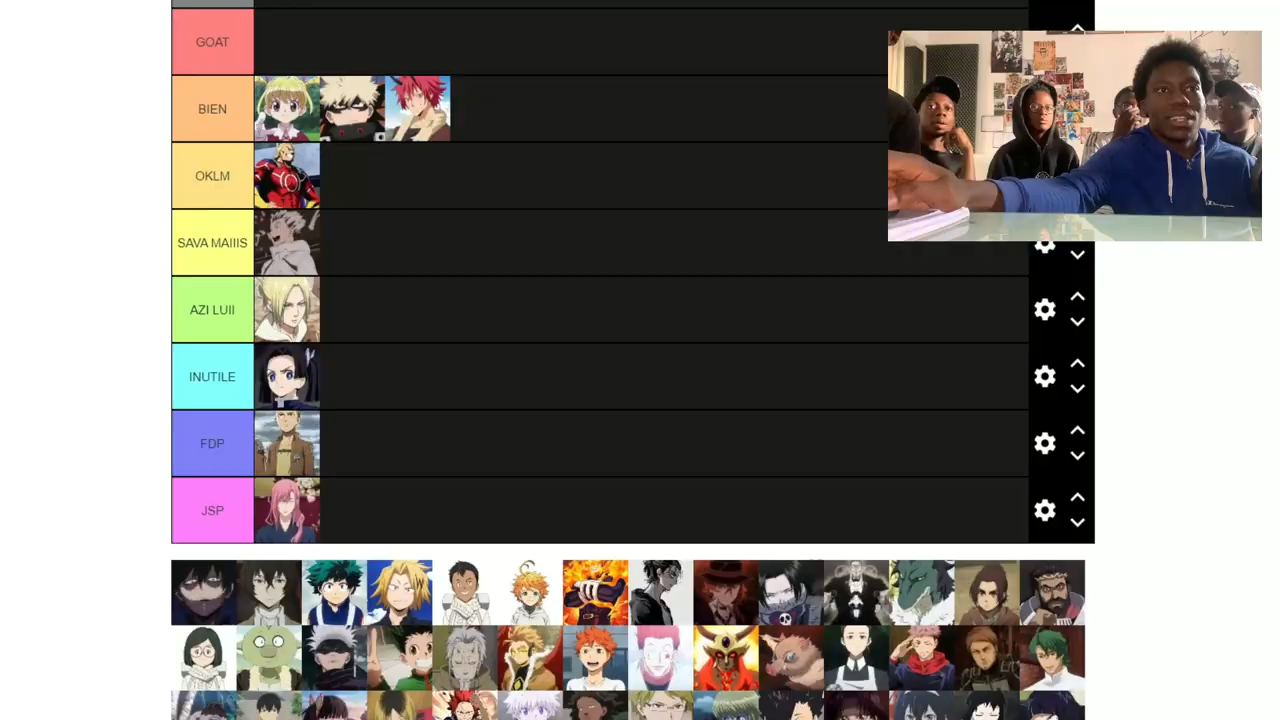 GOAT
BIEN
OKLM
SAVA MAIIIS
AZI LUII
INUTILE
FDP
JSP